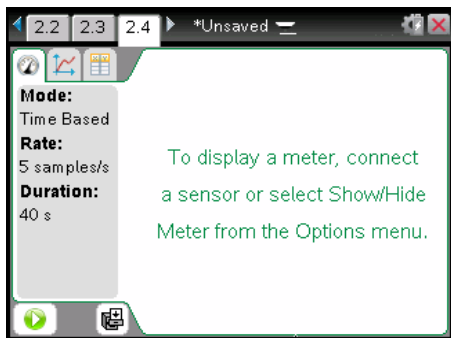 2.2 2.3 2.4 *Unsaved
Mode:
Time Based
Rate:
5 samples/s
Duration:
40 s
To display a meter, connect
a sensor or select Show/Hide
Meter from the Options menu.